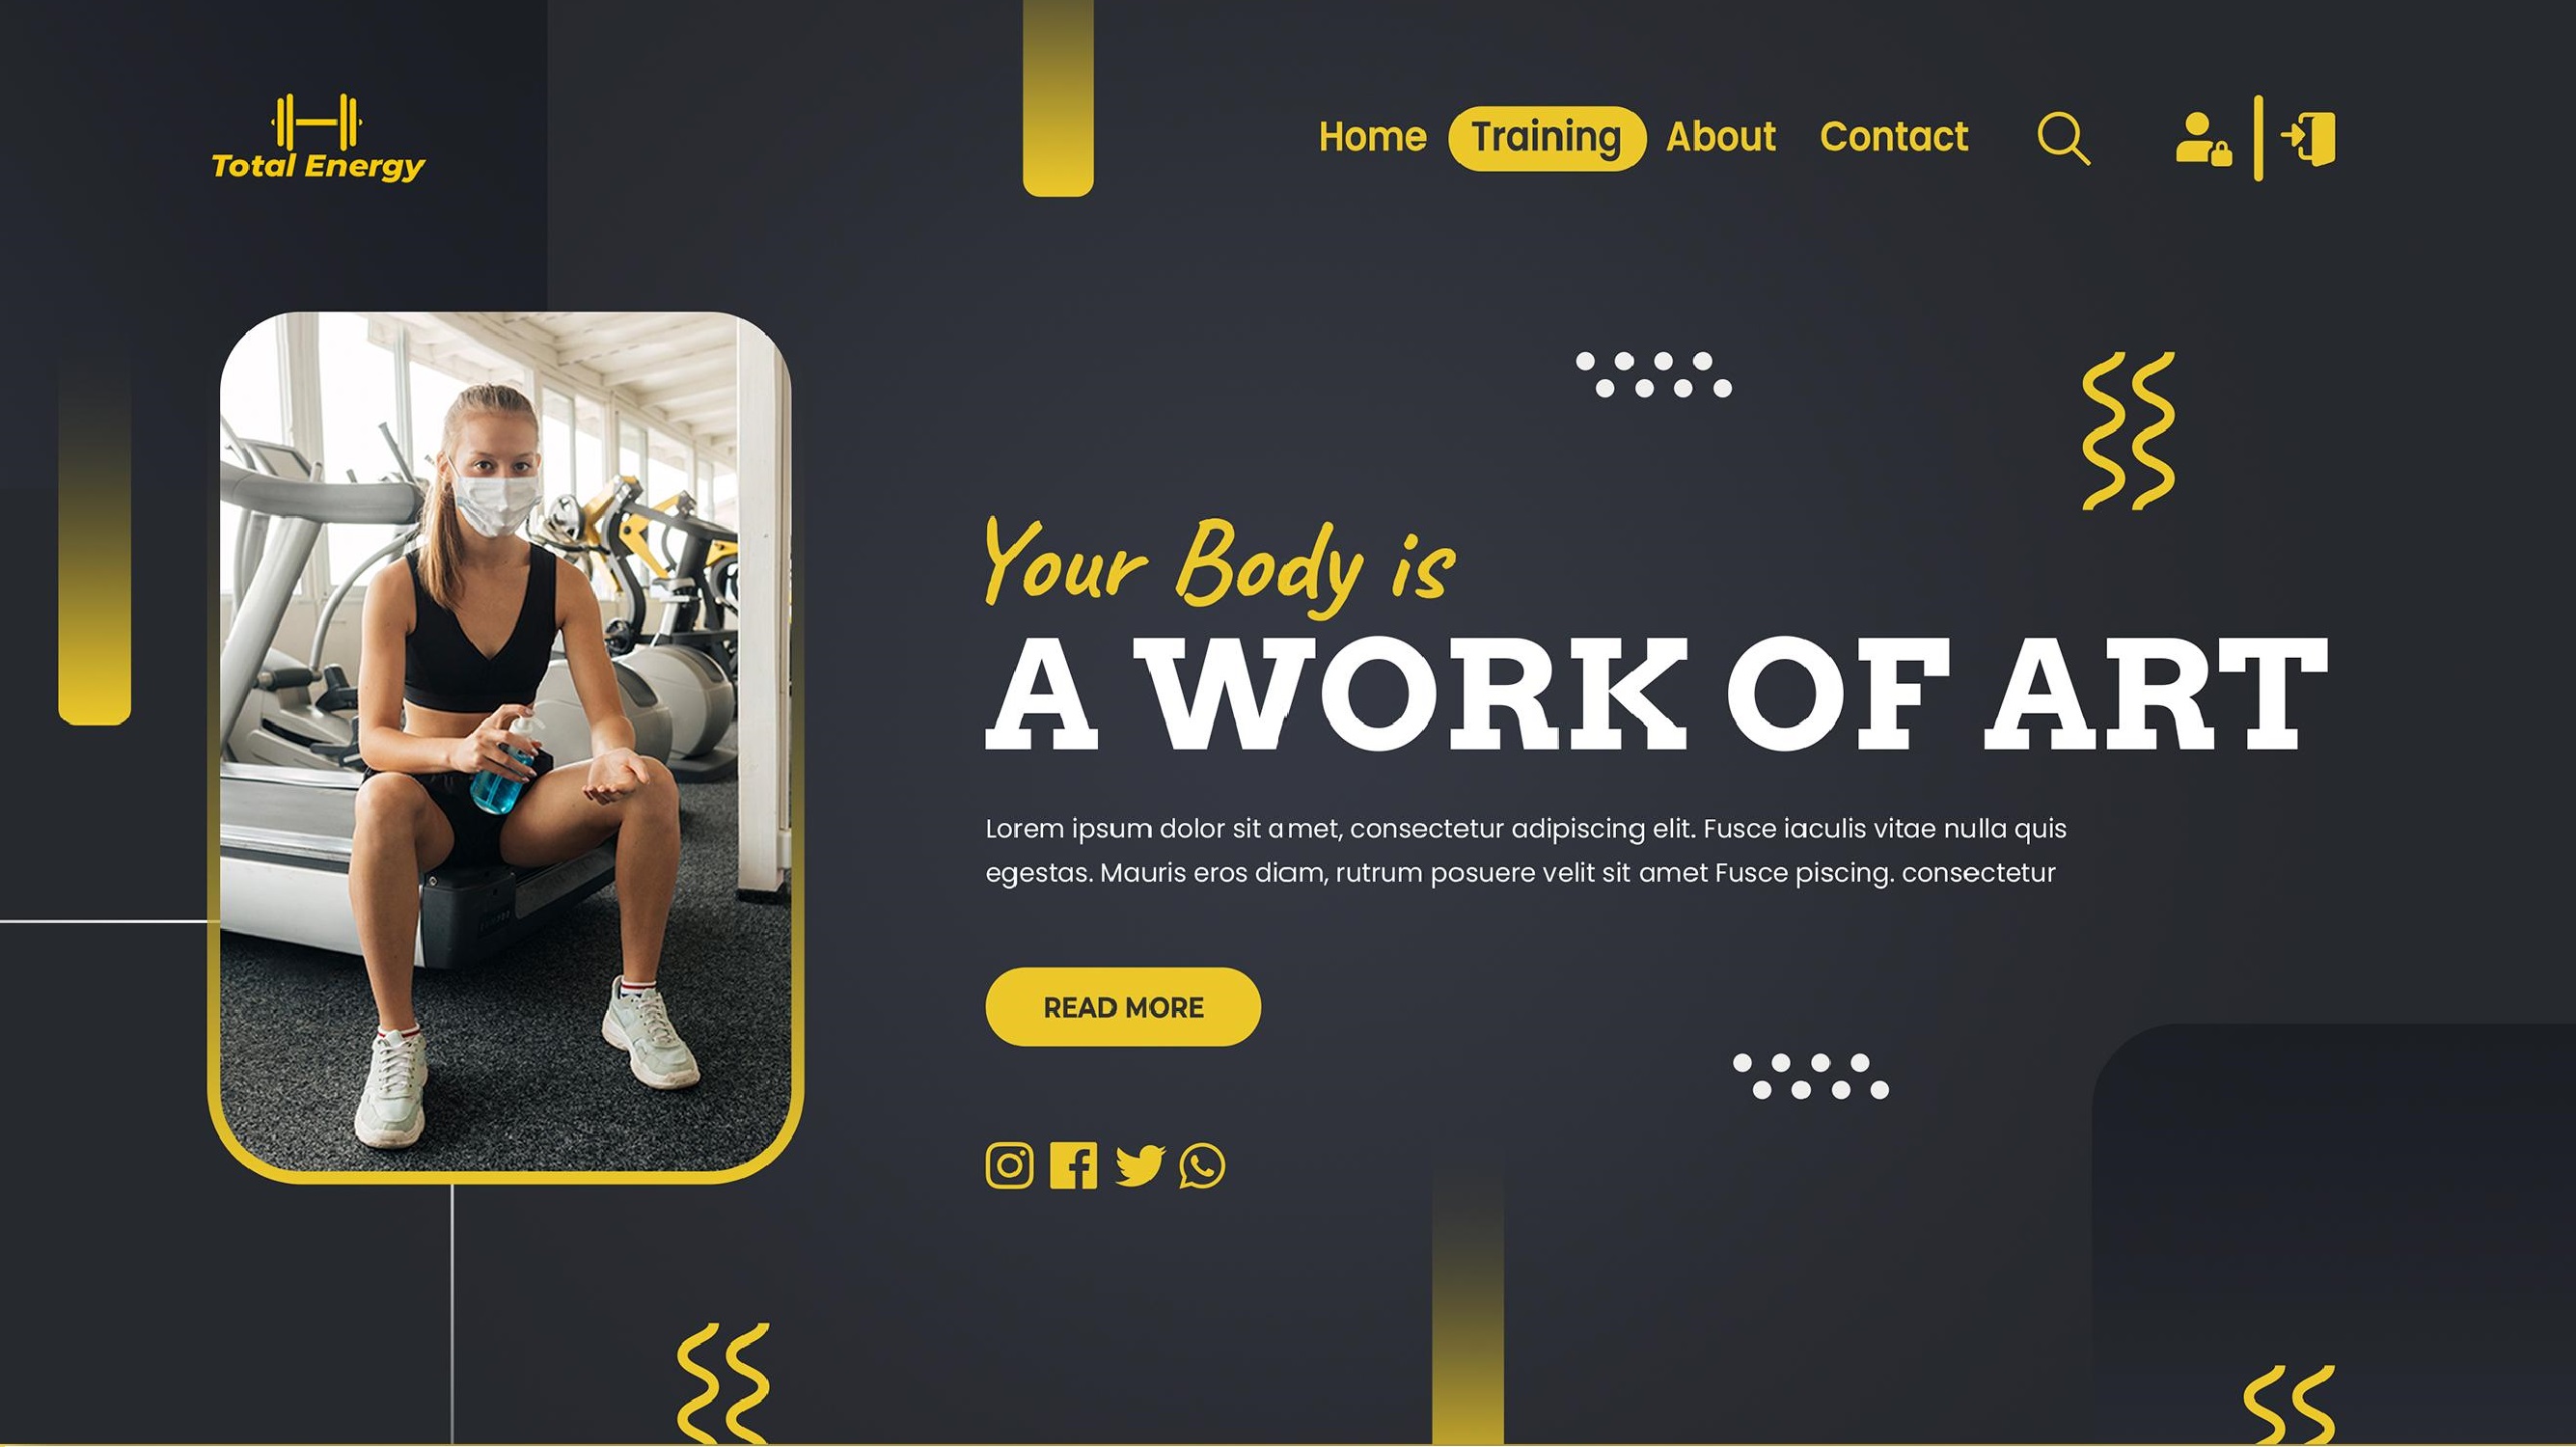 Total Energy
Home Training About Contact
Your Body is
A WORK OF ART
Lorem ipsum dolor sit amet, consectetur adipiscing elit. Fusce iaculis vitae nulla quis
egestas. Mauris eros diam, rutrum posuere velit sit amet Fusce piscing. consectetur
READ MORE